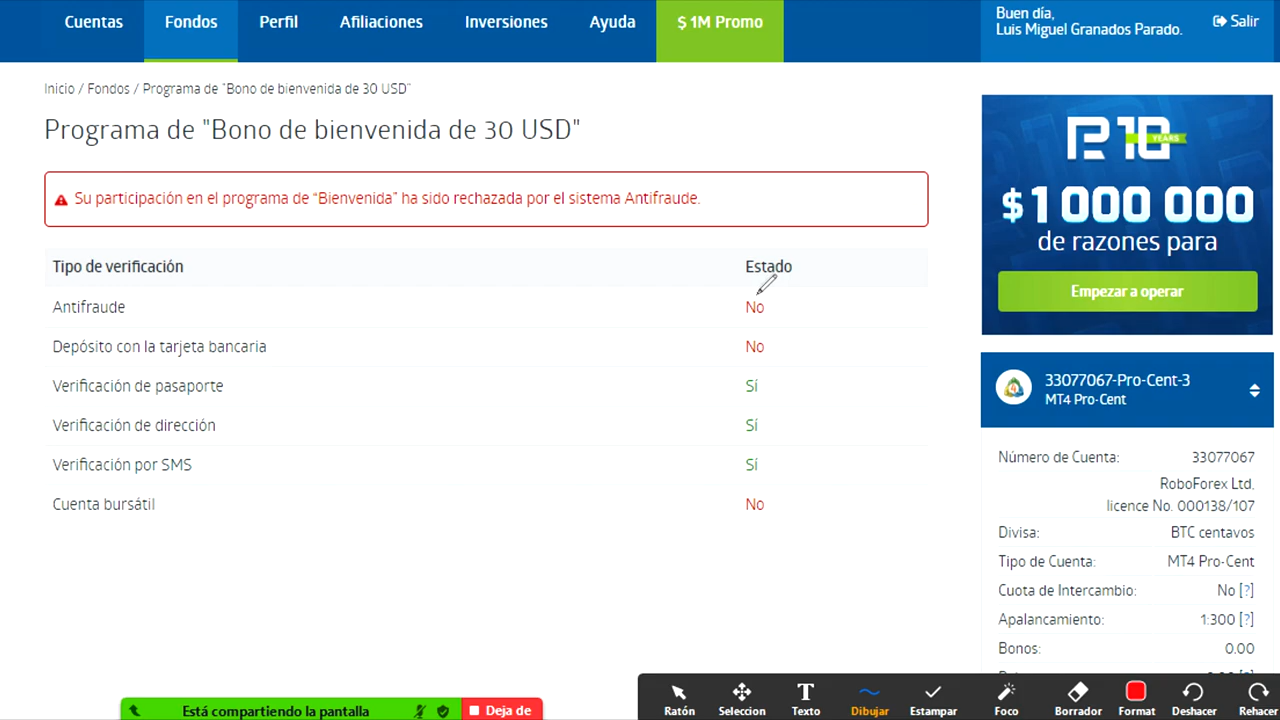 Cuentas Fondos Perfil Afiliaciones Inversiones Ayuda $ 1M Promo
Buen día,
Luis Miguel Granados Parado.
Salir
Inicio / Fondos / Programa de "Bono de bienvenida de 30 USD"
Programa de "Bono de bienvenida de 30 USD"
Su participación en el programa de “Bienvenida” ha sido rechazada por el sistema Antifraude.
Tipo de verificación Estado
Antifraude No
Depósito con la tarjeta bancaria No
Verificación de pasaporte Sí
Verificación de dirección Sí
Verificación por SMS Sí
Cuenta bursátil No
10 YEARS
$1 000 000
de razones para
Empezar a operar
33077067-Pro-Cent-3
MT4 Pro-Cent
Número de Cuenta: 33077067
RoboForex Ltd,
licence No. 000138/107
Divisa: BTC centavos
Tipo de Cuenta: MT4 Pro-Cent
Cuota de Intercambio: No [?]
Apalancamiento: 1:300 [?]
Bonos: 0.00
Está compartiendo la pantalla Deja de
Ratón Seleccion Texto Dibujar Estampar Foco Borrador Format Deshacer Rehacer